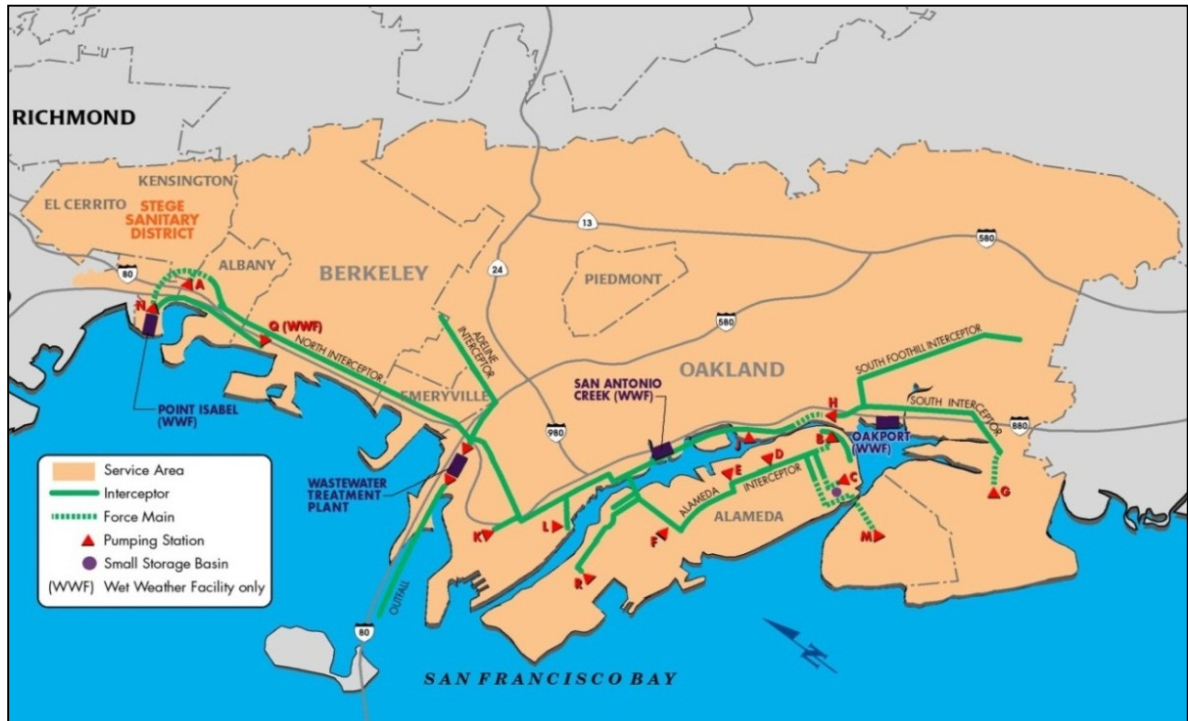 RICHMOND
KENSINGTON
EL CERRITO
STEGE
SANITARY
DISTRICT
80
A
ALBANY
BERKELEY
13
24
PIEDMONT
580
580
N
Q (WWF)
NORTH INTERCEPTOR
ADELINE
INTERCEPTOR
POINT ISABEL
(WWF)
EMERYVILLE
SAN ANTONIO
CREEK (WWF)
OAKLAND
SOUTH FOOTHILL INTERCEPTOR
H
SOUTH INTERCEPTOR
980
880
J
B
OAKPORT
(WWF)
WASTEWATER
TREATMENT
PLANT
E
D
C
G
ALAMEDA
INTERCEPTOR
ALAMEDA
K
L
F
M
R
OUTFALL
80
N
SAN FRANCISCO BAY
Service Area
Interceptor
Force Main
Pumping Station
Small Storage Basin
(WWF) Wet Weather Facility only